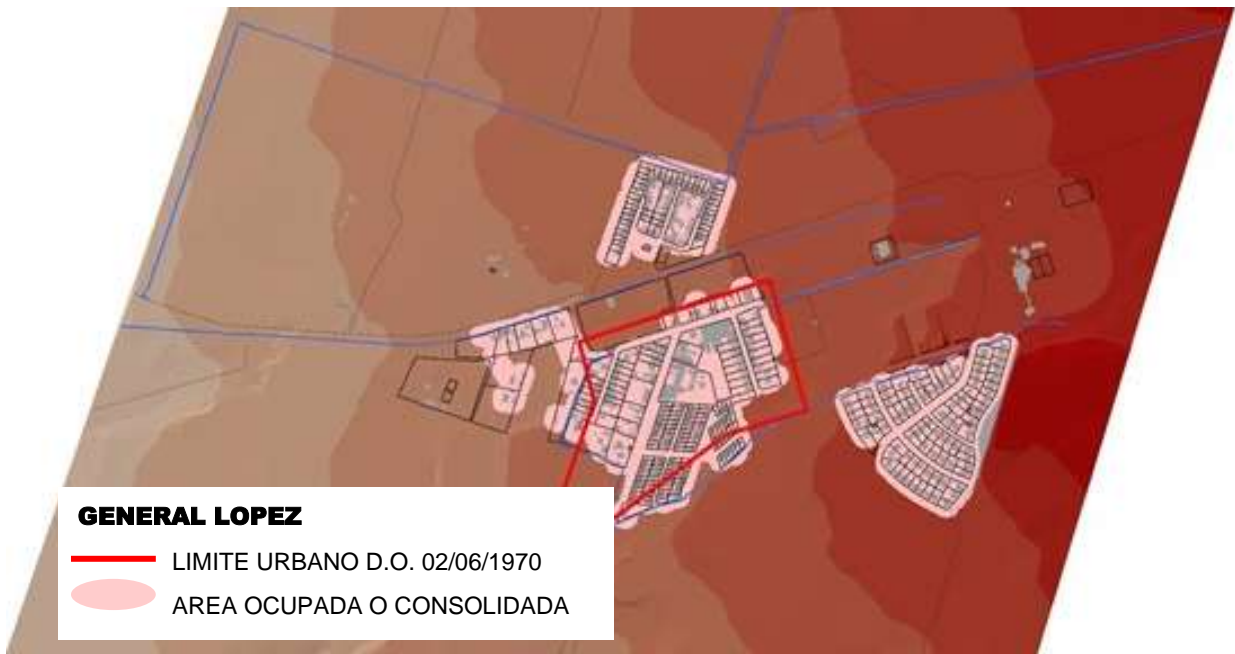 GENERAL LOPEZ
LIMITE URBANO D.O. 02/06/1970
AREA OCUPADA O CONSOLIDADA